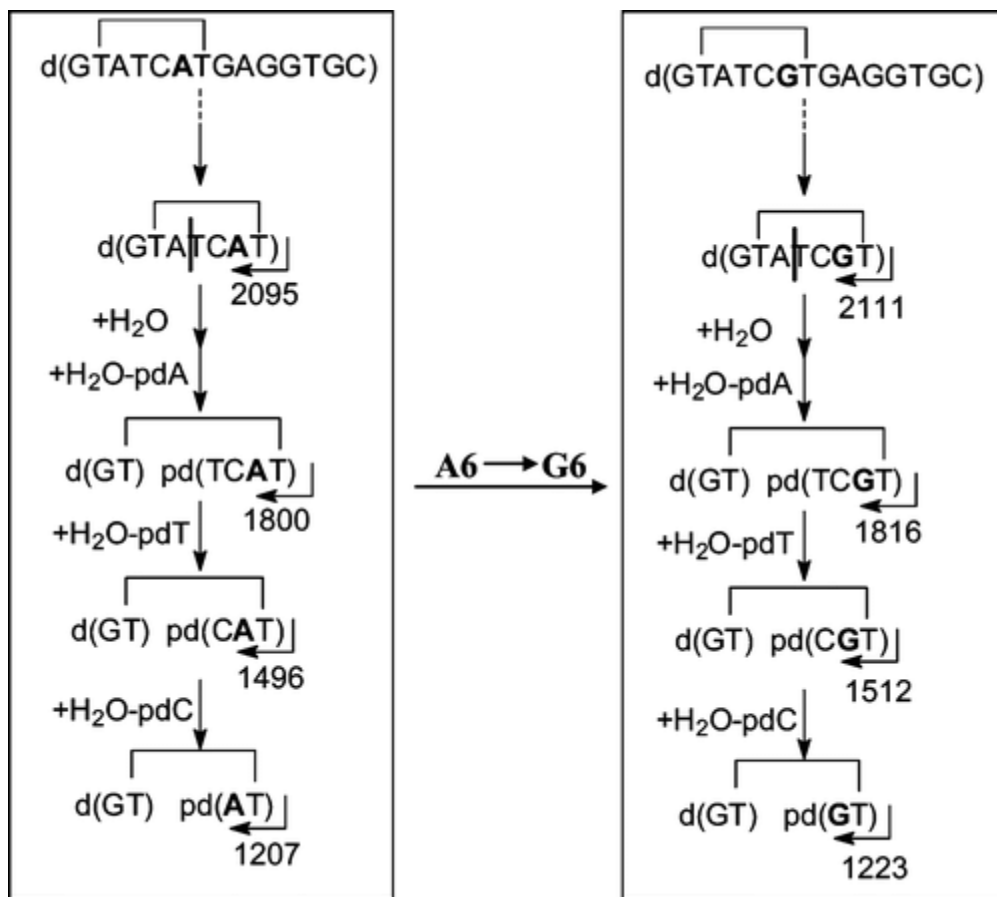 d(GTATCATGAGGTGC)
d(GTATCAT)
2095
+H₂O
+H₂O-pdA
d(GT) pd(TCAT)
1800
+H₂O-pdT
d(GT) pd(CAT)
1496
+H₂O-pdC
d(GT) pd(AT)
1207
A6 → G6
d(GTATCGTGAGGTGC)
d(GTATCGT)
2111
+H₂O
+H₂O-pdA
d(GT) pd(TCGT)
1816
+H₂O-pdT
d(GT) pd(CGT)
1512
+H₂O-pdC
d(GT) pd(GT)
1223